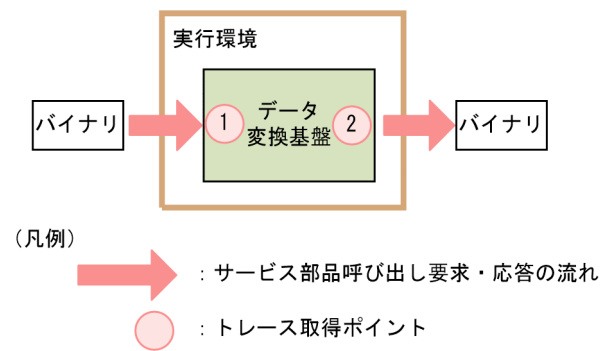 実行環境
バイナリ
1
データ
変換基盤
2
バイナリ
（凡例）
：サービス部品呼び出し要求・応答の流れ
：トレース取得ポイント